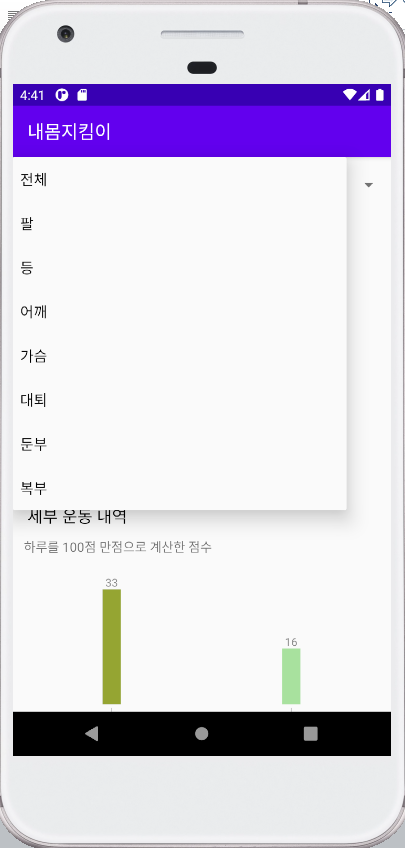 4:41
내몸지킴이
전체
팔
등
어깨
가슴
대퇴
둔부
복부
세부 운동 내역
하루를 100점 만점으로 계산한 점수
33
16